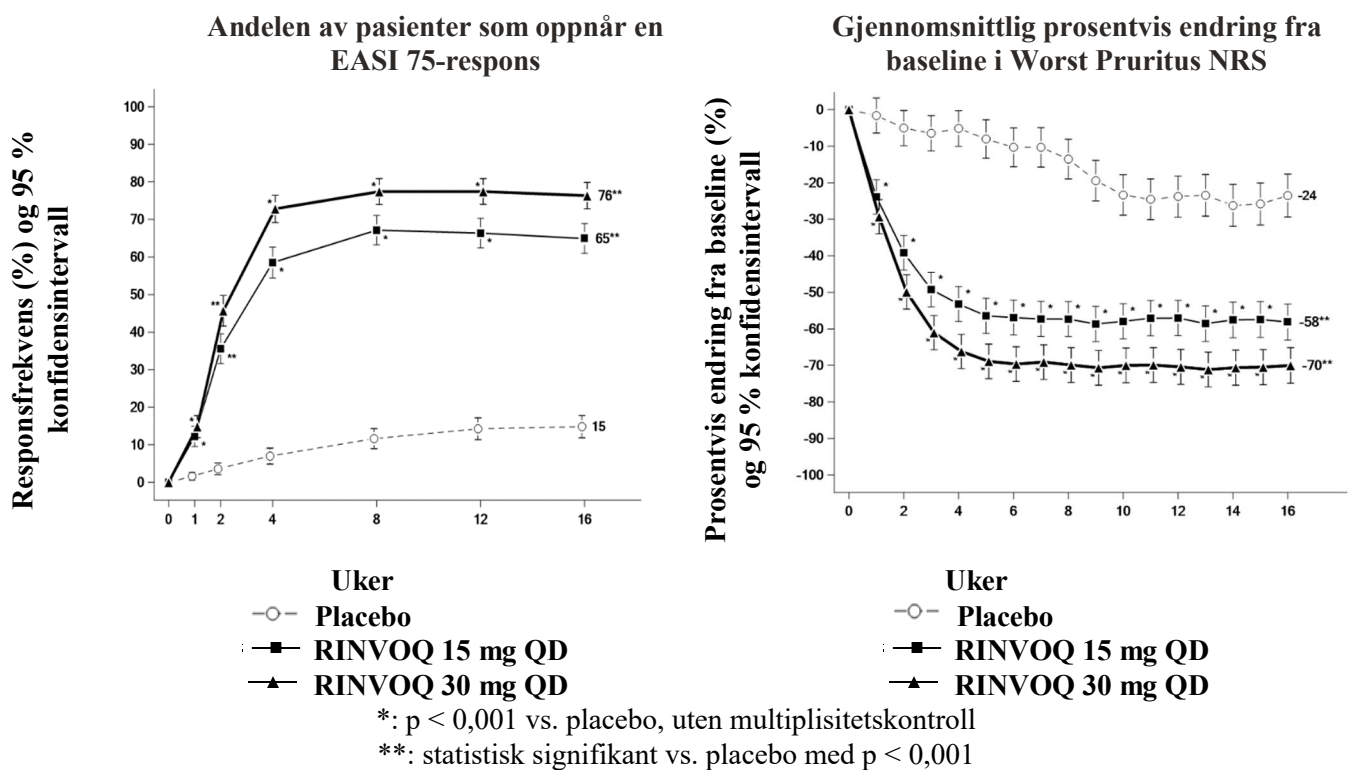 Andelen av pasienter som oppnår en
EASI 75-respons
Responsfrekvens (%) og 95 %
konfidensintervall
100
90
80
70
60
50
40
30
20
10
0
76**
65**
15
0 1 2 4 8 12 16
Uker
Placebo
RINVOQ 15 mg QD
RINVOQ 30 mg QD
Gjennomsnittlig prosentvis endring fra
baseline i Worst Pruritus NRS
Prosentvis endring fra baseline (%)
og 95 % konfidensintervall
0
-10
-20
-30
-40
-50
-60
-70
-80
-90
-100
-24
-58**
-70**
0 2 4 6 8 10 12 14 16
Uker
Placebo
RINVOQ 15 mg QD
RINVOQ 30 mg QD
*: p < 0,001 vs. placebo, uten multiplisitetskontroll
**: statistisk signifikant vs. placebo med p < 0,001